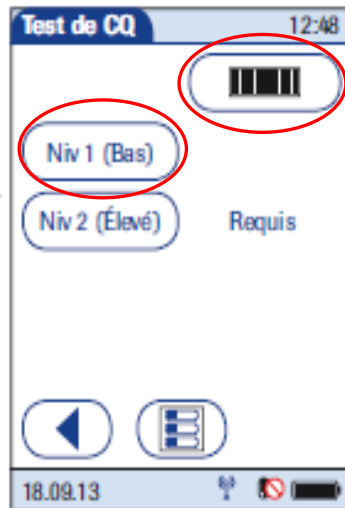 Test de CQ 12:48
Niv 1 (Bas)
Niv 2 (Élevé) Requis
18.09.13